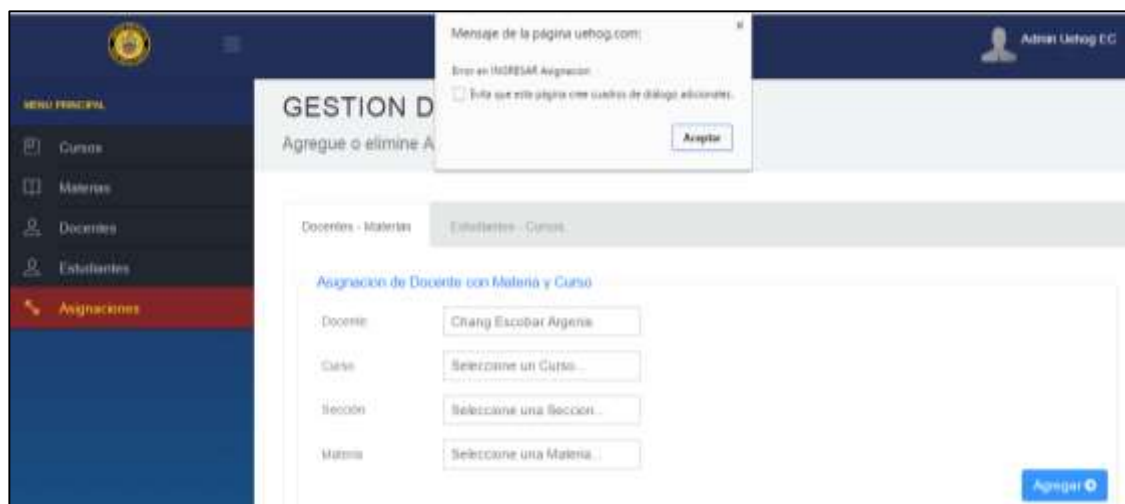 Mensaje de la página uehog.com:
Error en INGRESAR Asignacion
Evita que esta página cree cuadros de diálogo adicionales.
Aceptar
Admin Uehog EC
MENU PRINCIPAL
Cursos
Materias
Docentes
Estudiantes
Asignaciones
GESTION D
Agregue o elimine A
Docentes - Materias
Estudiantes - Cursos
Asignacion de Docente con Materia y Curso
Docente
Chang Escobar Argenis
Curso
Seleccione un Curso...
Sección
Seleccione una Seccion...
Materia
Seleccione una Materia...
Agregar